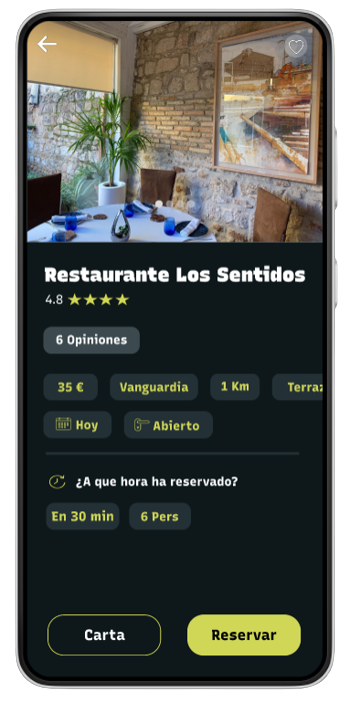 Restaurante Los Sentidos
4.8
6 Opiniones
35 € Vanguardia 1 Km Terraz
Hoy Abierto
¿A que hora ha reservado?
En 30 min 6 Pers
Carta Reservar